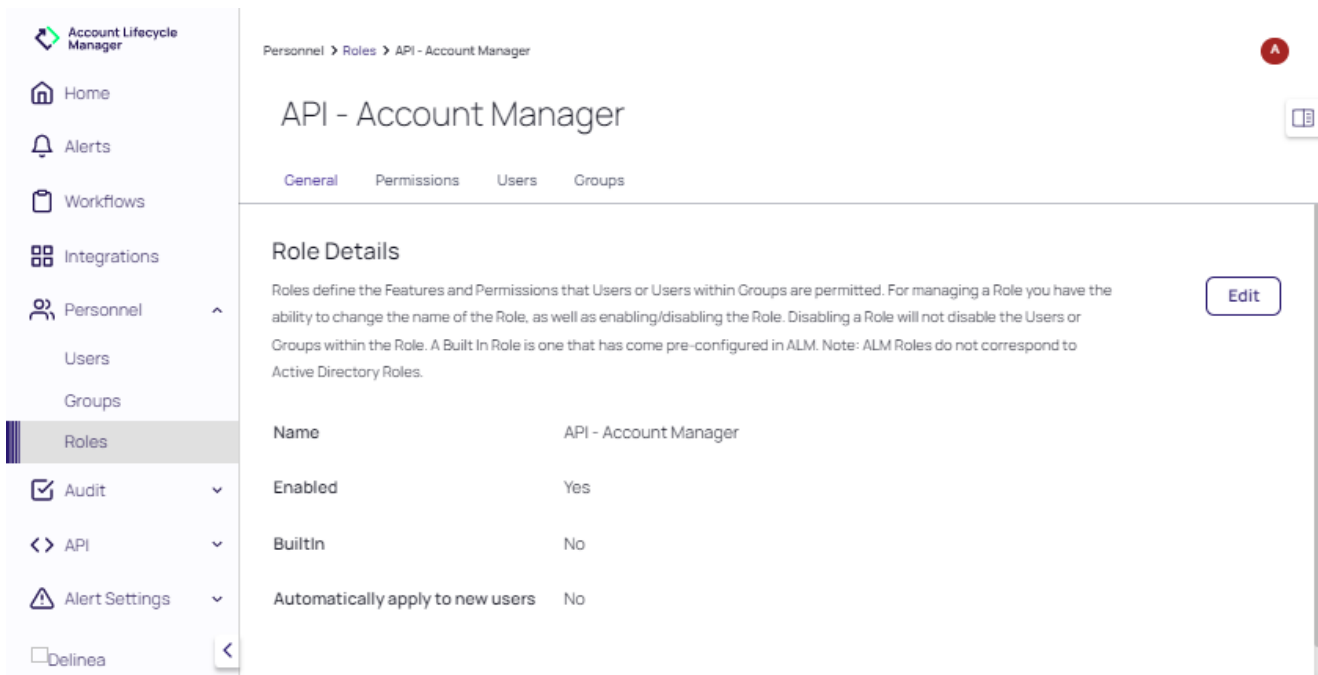 Account Lifecycle
Manager
Home
Alerts
Workflows
Integrations
Personnel
Users
Groups
Roles
Audit
API
Alert Settings
Delinea
Personnel > Roles > API - Account Manager
A
API - Account Manager
General Permissions Users Groups
Role Details
Roles define the Features and Permissions that Users or Users within Groups are permitted. For managing a Role you have the
ability to change the name of the Role, as well as enabling/disabling the Role. Disabling a Role will not disable the Users or
Groups within the Role. A Built In Role is one that has come pre-configured in ALM. Note: ALM Roles do not correspond to
Active Directory Roles.
Edit
Name API - Account Manager
Enabled Yes
BuiltIn No
Automatically apply to new users No